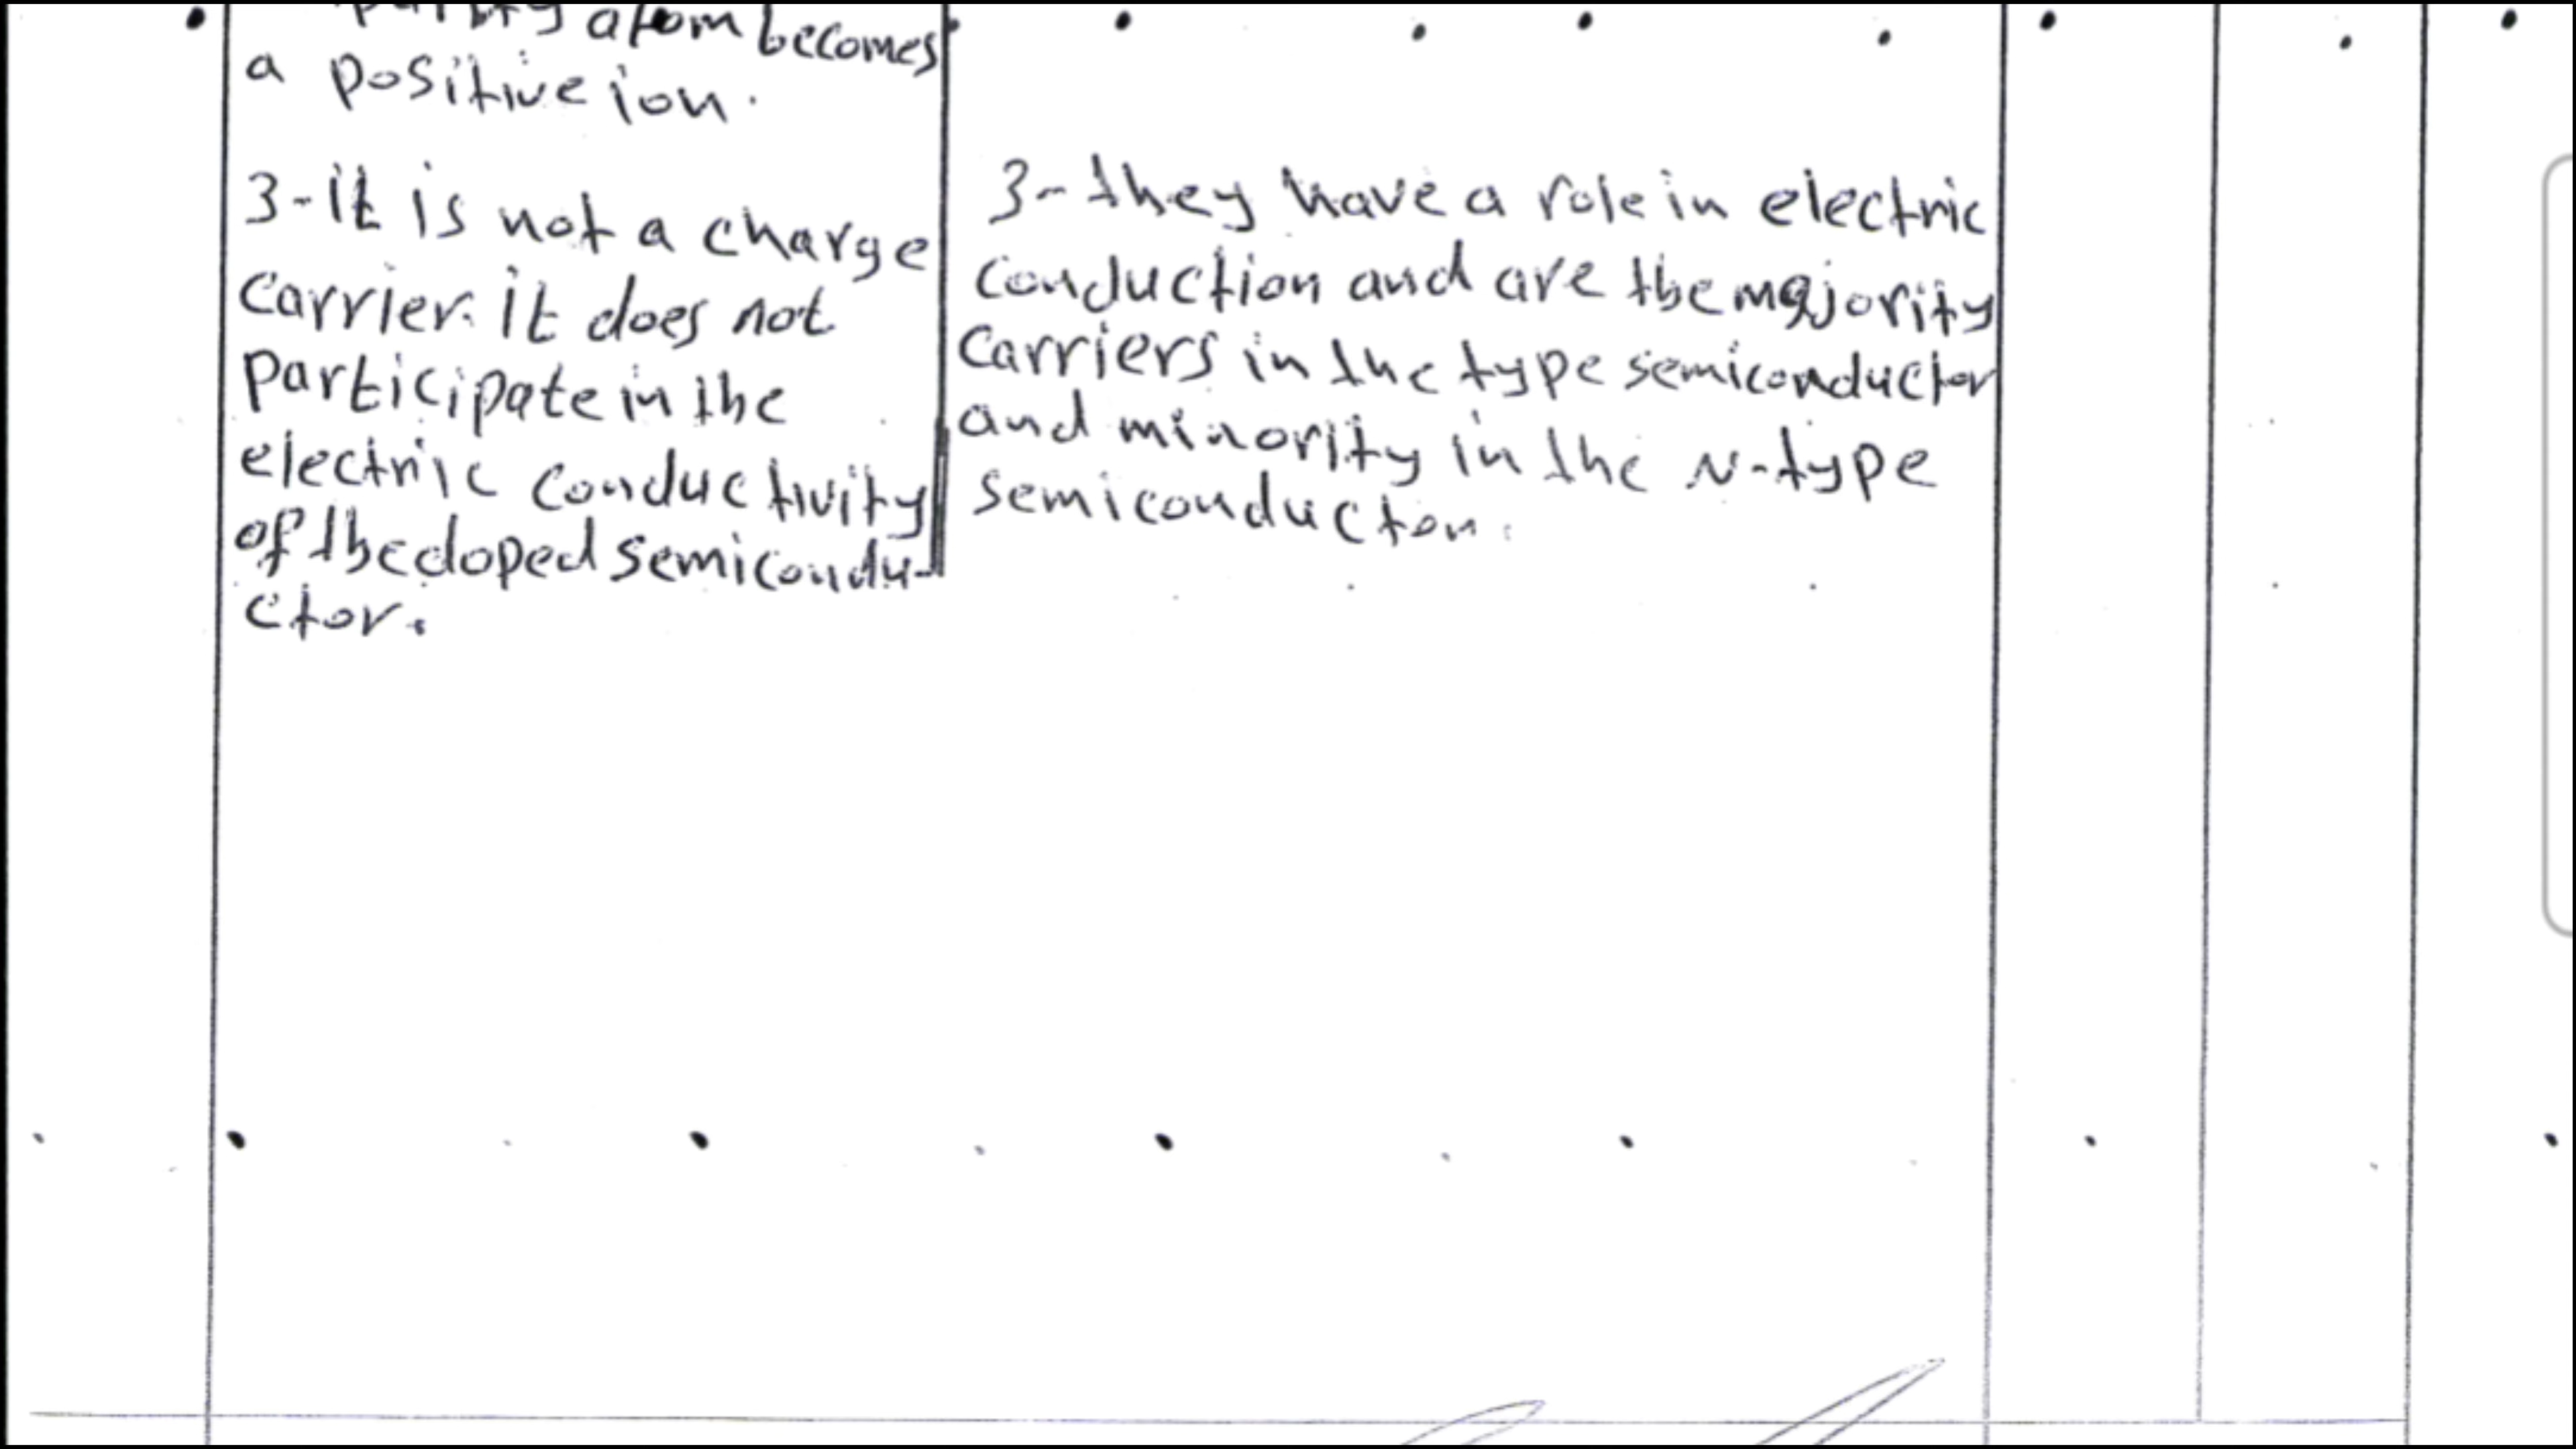 atom becomes
a positive ion.
3-it is not a charge
carrier. it does not
participate in the
electric conductivity
of the doped semicondu-
ctor.
3-they have a role in electric
conduction and are the majority
carriers in the type semiconductor
and minority in the N-type
semiconductor.